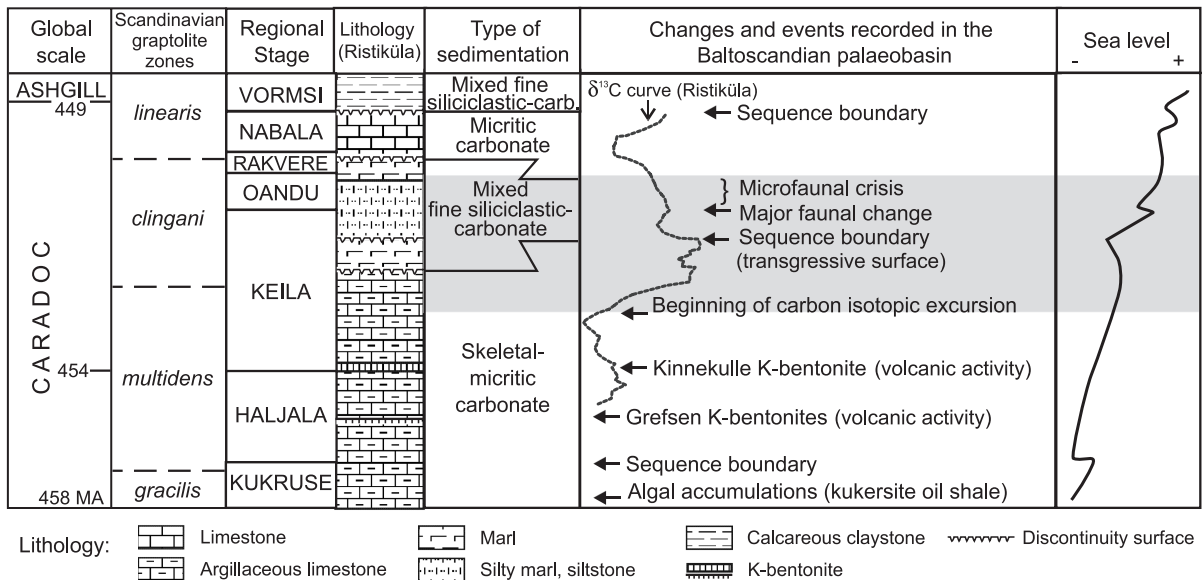 Global
scale
Scandinavian
graptolite
zones
Regional
Stage
Lithology
(Ristiküla)
Type of
sedimentation
Changes and events recorded in the
Baltoscandian palaeobasin
Sea level
- +
ASHGILL
449
CARADOC
454
458 MA
linearis
clingani
multidens
gracilis
VORMSI
NABALA
RAKVERE
OANDU
KEILA
HALJALA
KUKRUSE
Mixed fine
siliciclastic-carb.
Micritic
carbonate
Mixed
fine siliciclastic-
carbonate
Skeletal-
micritic
carbonate
δ¹³C curve (Ristiküla)
Sequence boundary
} Microfaunal crisis
Major faunal change
Sequence boundary
(transgressive surface)
Beginning of carbon isotopic excursion
Kinnekulle K-bentonite (volcanic activity)
Grefsen K-bentonites (volcanic activity)
Sequence boundary
Algal accumulations (kukersite oil shale)
Lithology:
Limestone
Marl
Calcareous claystone
Discontinuity surface
Argillaceous limestone
Silty marl, siltstone
K-bentonite